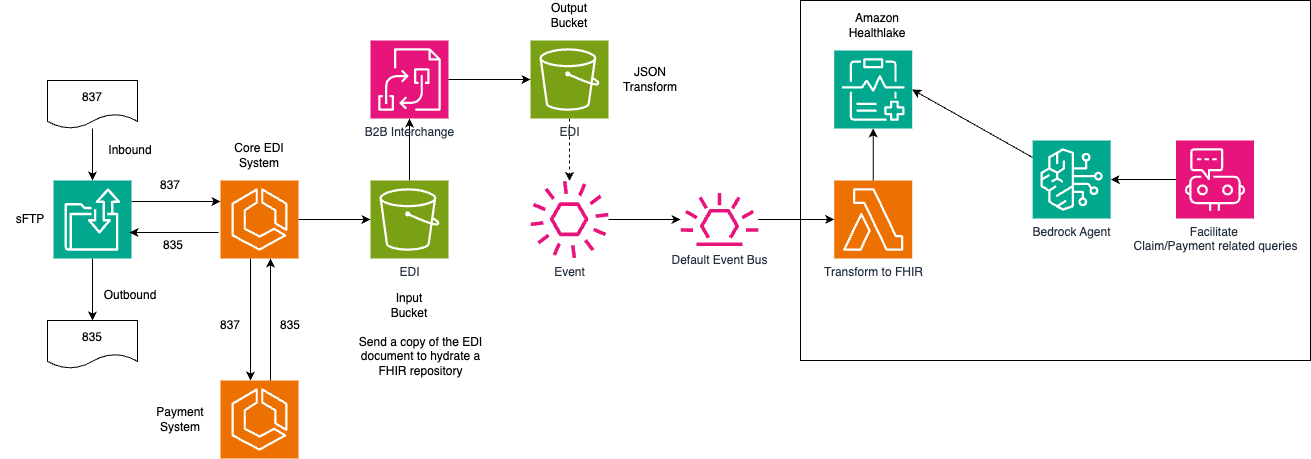 837
Inbound
sFTP
837
835
Outbound
835
Core EDI
System
837
835
Payment
System
B2B Interchange
EDI
Input
Bucket
Send a copy of the EDI
document to hydrate a
FHIR repository
Output
Bucket
JSON
Transform
EDI
Event
Default Event Bus
Amazon
Healthlake
Transform to FHIR
Bedrock Agent
Facilitate
Claim/Payment related queries